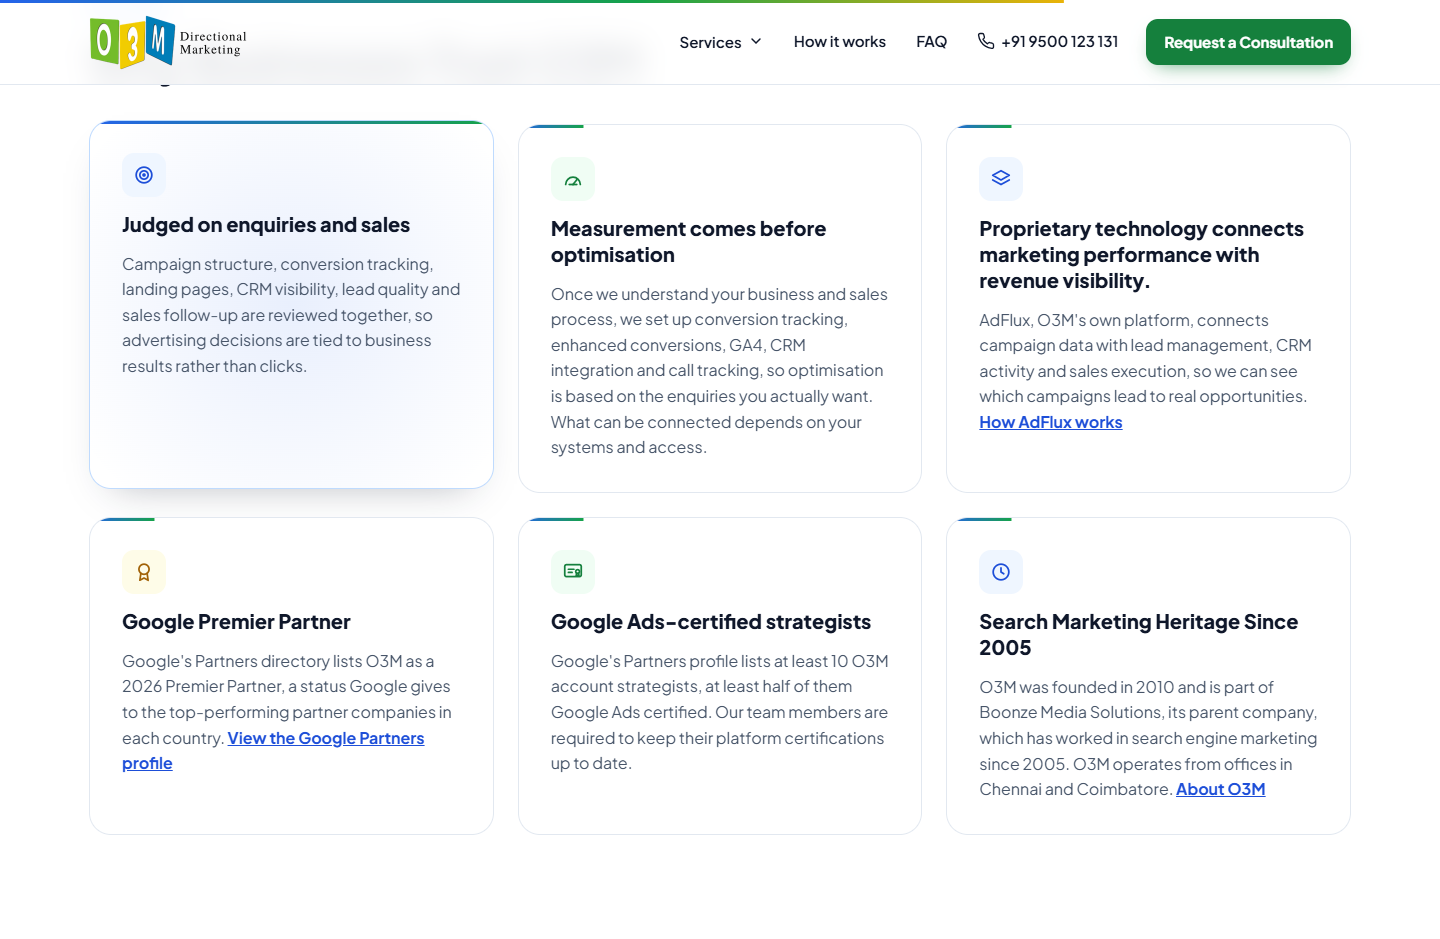 O3M Directional
Marketing
Services
How it works
FAQ
+91 9500 123 131
Request a Consultation
Judged on enquiries and sales
Campaign structure, conversion tracking,
landing pages, CRM visibility, lead quality and
sales follow-up are reviewed together, so
advertising decisions are tied to business
results rather than clicks.
Measurement comes before
optimisation
Once we understand your business and sales
process, we set up conversion tracking,
enhanced conversions, GA4, CRM
integration and call tracking, so optimisation
is based on the enquiries you actually want.
What can be connected depends on your
systems and access.
Proprietary technology connects
marketing performance with
revenue visibility.
AdFlux, O3M's own platform, connects
campaign data with lead management, CRM
activity and sales execution, so we can see
which campaigns lead to real opportunities.
How AdFlux works
Google Premier Partner
Google's Partners directory lists O3M as a
2026 Premier Partner, a status Google gives
to the top-performing partner companies in
each country. View the Google Partners
profile
Google Ads-certified strategists
Google's Partners profile lists at least 10 O3M
account strategists, at least half of them
Google Ads certified. Our team members are
required to keep their platform certifications
up to date.
Search Marketing Heritage Since
2005
O3M was founded in 2010 and is part of
Boonze Media Solutions, its parent company,
which has worked in search engine marketing
since 2005. O3M operates from offices in
Chennai and Coimbatore. About O3M